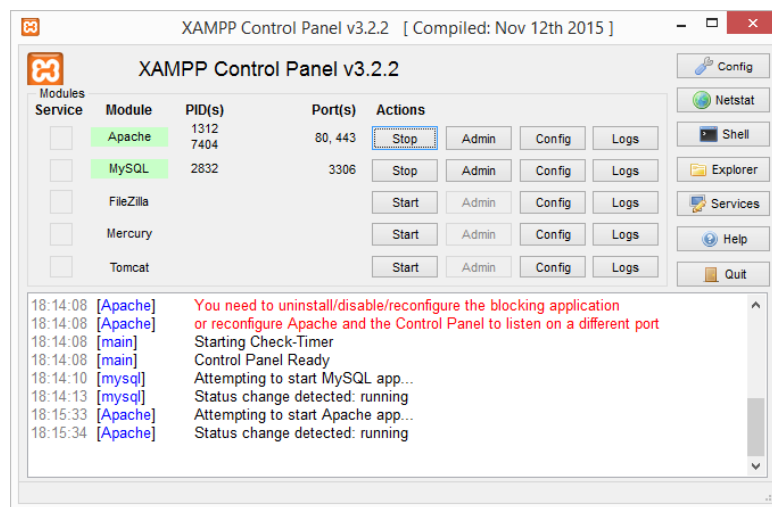 XAMPP Control Panel v3.2.2 [ Compiled: Nov 12th 2015 ]
XAMPP Control Panel v3.2.2
Config
Modules
Service Module PID(s) Port(s) Actions
Netstat
Apache 1312 7404 80, 443 Stop Admin Config Logs
Shell
MySQL 2832 3306 Stop Admin Config Logs
Explorer
FileZilla Start Admin Config Logs
Services
Mercury Start Admin Config Logs
Help
Tomcat Start Admin Config Logs
Quit
18:14:08 [Apache] You need to uninstall/disable/reconfigure the blocking application
18:14:08 [Apache] or reconfigure Apache and the Control Panel to listen on a different port
18:14:08 [main] Starting Check-Timer
18:14:08 [main] Control Panel Ready
18:14:10 [mysql] Attempting to start MySQL app...
18:14:13 [mysql] Status change detected: running
18:15:33 [Apache] Attempting to start Apache app...
18:15:34 [Apache] Status change detected: running